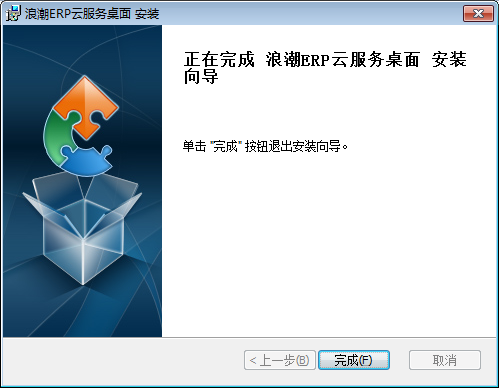 浪潮ERP云服务桌面 安装
正在完成 浪潮ERP云服务桌面 安装
向导
单击 "完成" 按钮退出安装向导。
< 上一步(B)
完成(F)
取消